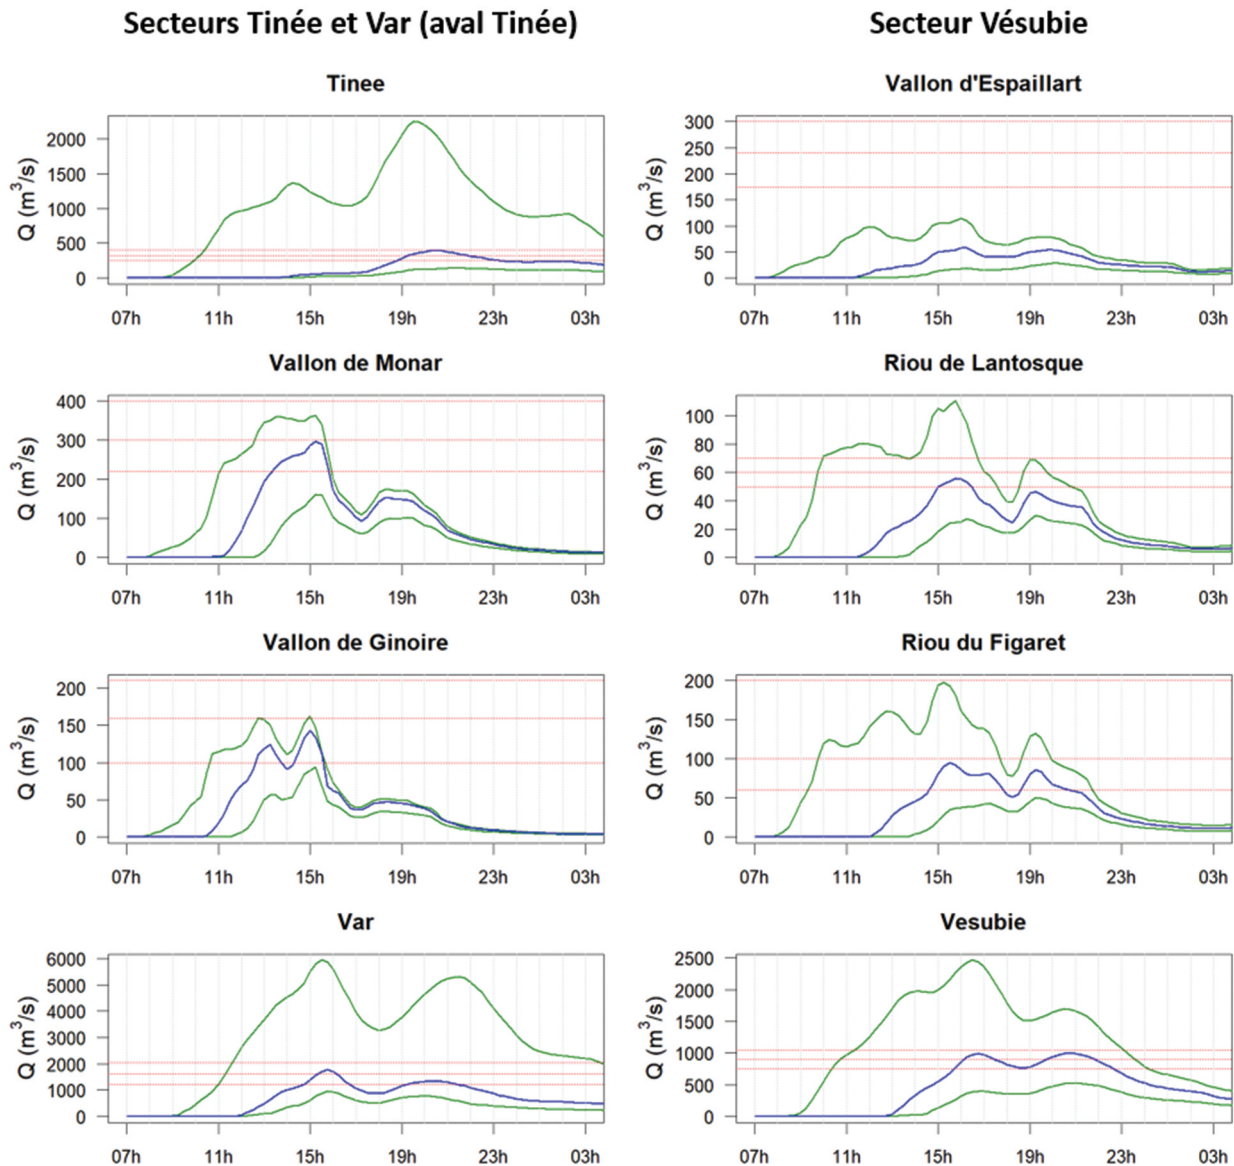 Secteurs Tinée et Var (aval Tinée)
Secteur Vésubie
Tinee
Q (m³/s)
2000
1500
1000
500
0
07h 11h 15h 19h 23h 03h
Vallon d'Espaillart
Q (m³/s)
300
250
200
150
100
50
0
07h 11h 15h 19h 23h 03h
Vallon de Monar
Q (m³/s)
400
300
200
100
0
07h 11h 15h 19h 23h 03h
Riou de Lantosque
Q (m³/s)
100
80
60
40
20
0
07h 11h 15h 19h 23h 03h
Vallon de Ginoire
Q (m³/s)
200
150
100
50
0
07h 11h 15h 19h 23h 03h
Riou du Figaret
Q (m³/s)
200
150
100
50
0
07h 11h 15h 19h 23h 03h
Var
Q (m³/s)
6000
5000
4000
3000
2000
1000
0
07h 11h 15h 19h 23h 03h
Vesubie
Q (m³/s)
2500
2000
1500
1000
500
0
07h 11h 15h 19h 23h 03h